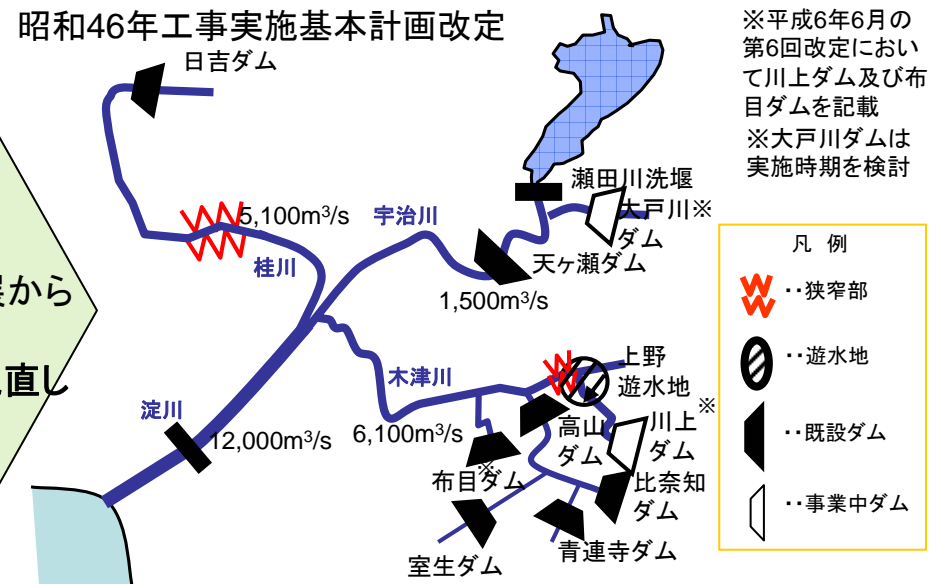 昭和46年工事実施基本計画改定
※平成6年6月の
第6回改定におい
て川上ダム及び布
目ダムを記載
※大戸川ダムは
実施時期を検討
日吉ダム
瀬田川洗堰
大戸川※
ダム
5,100m³/s
宇治川
桂川
天ヶ瀬ダム
1,500m³/s
から
直し
木津川
上野
遊水地
淀川
12,000m³/s
6,100m³/s
高山
ダム
川上※
ダム
布目ダム
※
比奈知
ダム
室生ダム
青連寺ダム
凡 例
‥狭窄部
‥遊水地
‥既設ダム
‥事業中ダム